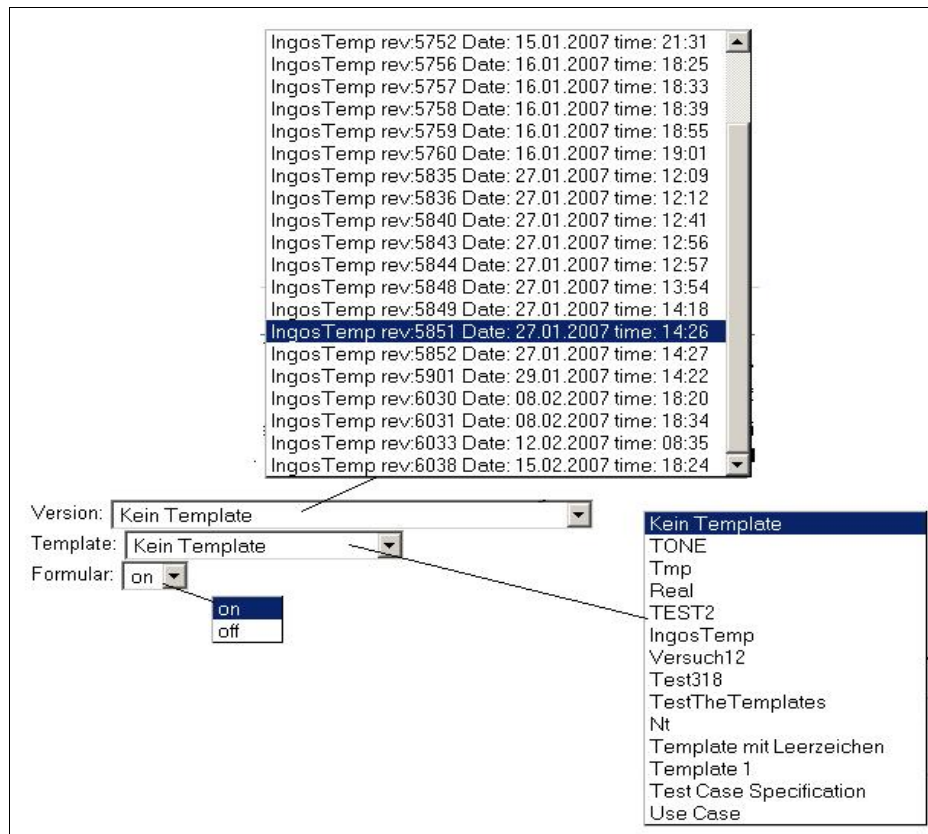 IngosTemp rev:5752 Date: 15.01.2007 time: 21:31
IngosTemp rev:5756 Date: 16.01.2007 time: 18:25
IngosTemp rev:5757 Date: 16.01.2007 time: 18:33
IngosTemp rev:5758 Date: 16.01.2007 time: 18:39
IngosTemp rev:5759 Date: 16.01.2007 time: 18:55
IngosTemp rev:5760 Date: 16.01.2007 time: 19:01
IngosTemp rev:5835 Date: 27.01.2007 time: 12:09
IngosTemp rev:5836 Date: 27.01.2007 time: 12:12
IngosTemp rev:5840 Date: 27.01.2007 time: 12:41
IngosTemp rev:5843 Date: 27.01.2007 time: 12:56
IngosTemp rev:5844 Date: 27.01.2007 time: 12:57
IngosTemp rev:5848 Date: 27.01.2007 time: 13:54
IngosTemp rev:5849 Date: 27.01.2007 time: 14:18
IngosTemp rev:5851 Date: 27.01.2007 time: 14:26
IngosTemp rev:5852 Date: 27.01.2007 time: 14:27
IngosTemp rev:5901 Date: 29.01.2007 time: 14:22
IngosTemp rev:6030 Date: 08.02.2007 time: 18:20
IngosTemp rev:6031 Date: 08.02.2007 time: 18:34
IngosTemp rev:6033 Date: 12.02.2007 time: 08:35
IngosTemp rev:6038 Date: 15.02.2007 time: 18:24
Version: Kein Template
Template: Kein Template
Formular: on
on
off
Kein Template
TONE
Tmp
Real
TEST2
IngosTemp
Versuch12
Test318
TestTheTemplates
Nt
Template mit Leerzeichen
Template 1
Test Case Specification
Use Case